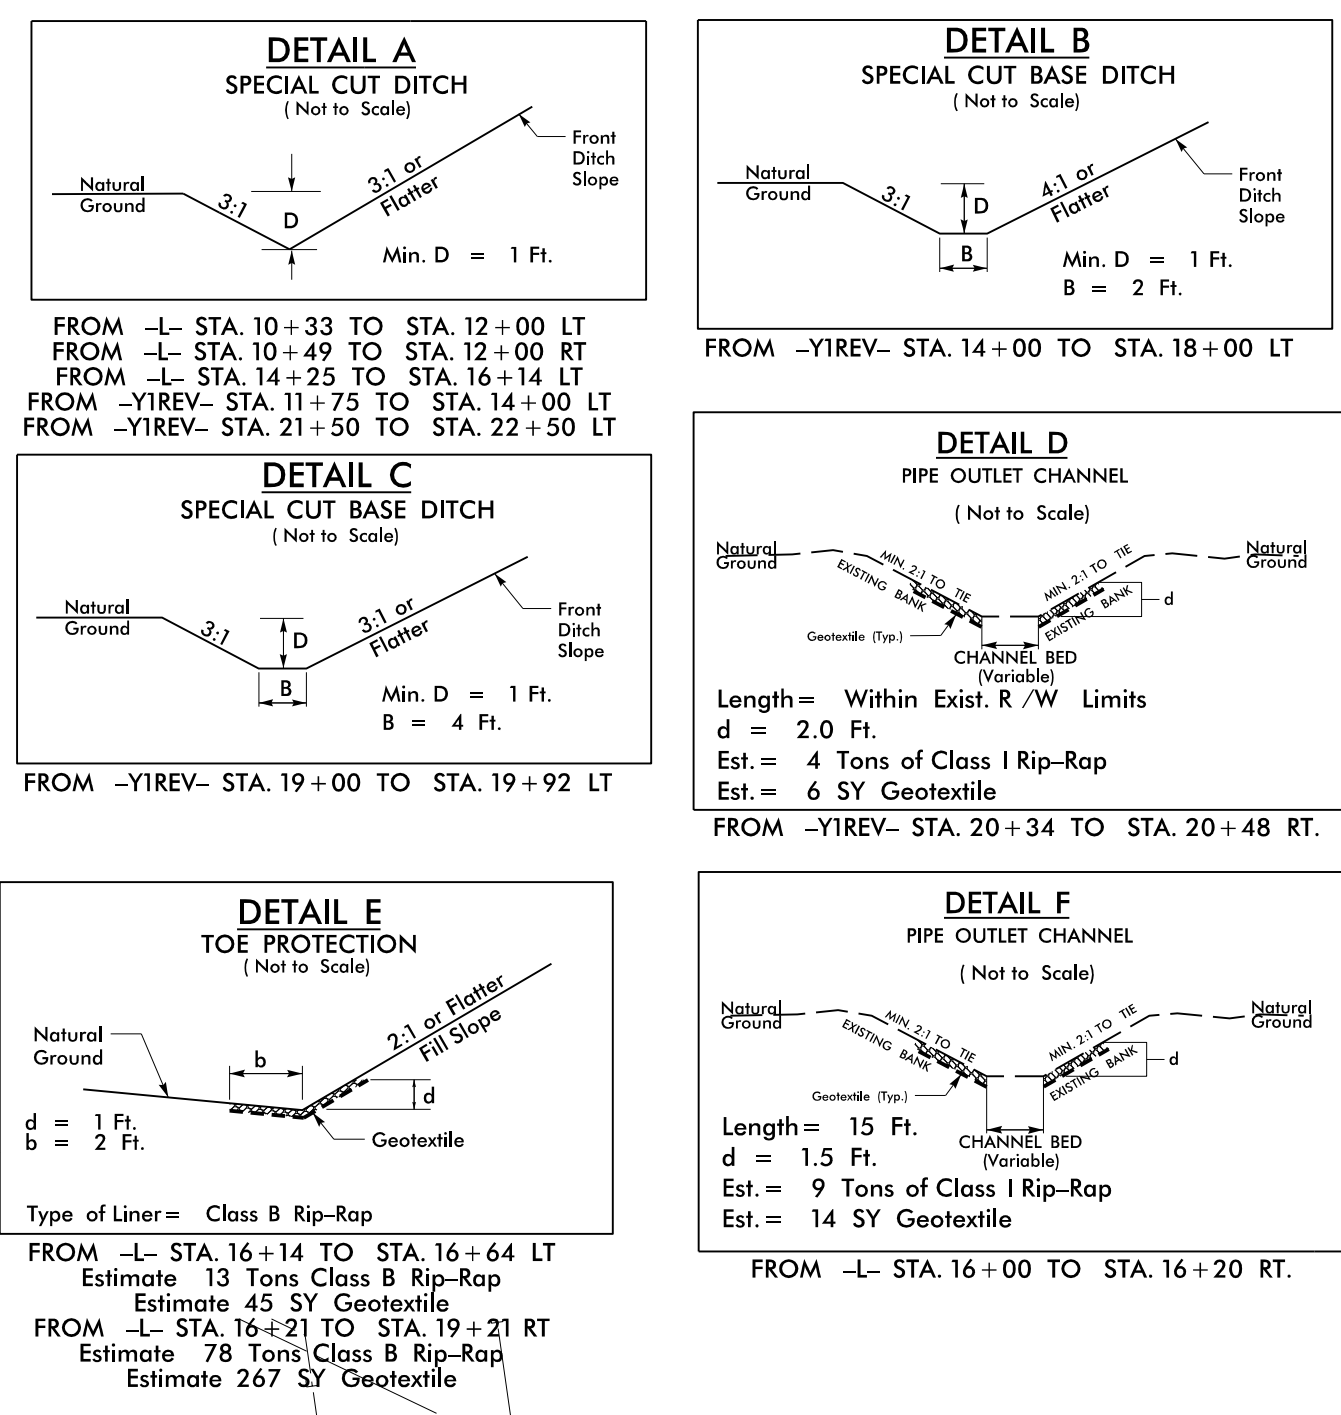 DETAIL A
SPECIAL CUT DITCH
( Not to Scale)
Front
Ditch
Slope
3:1 or
Flatter
Natural
Ground
3:1
D
Min. D = 1 Ft.
FROM –L– STA. 10+33 TO STA. 12+00 LT
FROM –L– STA. 10+49 TO STA. 12+00 RT
FROM –L– STA. 14+25 TO STA. 16+14 LT
FROM –Y1REV– STA. 11+75 TO STA. 14+00 LT
FROM –Y1REV– STA. 21+50 TO STA. 22+50 LT
DETAIL B
SPECIAL CUT BASE DITCH
( Not to Scale)
Natural
Ground
3:1
D
4:1 or
Flatter
Front
Ditch
Slope
B
Min. D = 1 Ft.
B = 2 Ft.
FROM –Y1REV– STA. 14+00 TO STA. 18+00 LT
DETAIL C
SPECIAL CUT BASE DITCH
( Not to Scale)
Natural
Ground
3:1
D
3:1 or
Flatter
Front
Ditch
Slope
B
Min. D = 1 Ft.
B = 4 Ft.
FROM –Y1REV– STA. 19+00 TO STA. 19+92 LT
DETAIL D
PIPE OUTLET CHANNEL
( Not to Scale)
Natural
Ground
MIN. 2:1 TO TIE
EXISTING BANK
MIN. 2:1 TO TIE
EXISTING BANK
Natural
Ground
d
Geotextile (Typ.)
CHANNEL BED
(Variable)
Length= Within Exist. R /W Limits
d = 2.0 Ft.
Est.= 4 Tons of Class I Rip–Rap
Est.= 6 SY Geotextile
FROM –Y1REV– STA. 20+34 TO STA. 20+48 RT.
DETAIL E
TOE PROTECTION
( Not to Scale)
2:1 or Flatter
Fill Slope
Natural
Ground
b
d
d = 1 Ft.
b = 2 Ft.
Geotextile
Type of Liner= Class B Rip–Rap
FROM –L– STA. 16+14 TO STA. 16+64 LT
Estimate 13 Tons Class B Rip–Rap
Estimate 45 SY Geotextile
FROM –L– STA. 16+21 TO STA. 19+21 RT
Estimate 78 Tons Class B Rip–Rap
Estimate 267 SY Geotextile
DETAIL F
PIPE OUTLET CHANNEL
( Not to Scale)
Natural
Ground
MIN. 2:1 TO TIE
EXISTING BANK
MIN. 2:1 TO TIE
EXISTING BANK
Natural
Ground
d
Geotextile (Typ.)
CHANNEL BED
(Variable)
Length= 15 Ft.
d = 1.5 Ft.
Est.= 9 Tons of Class I Rip–Rap
Est.= 14 SY Geotextile
FROM –L– STA. 16+00 TO STA. 16+20 RT.